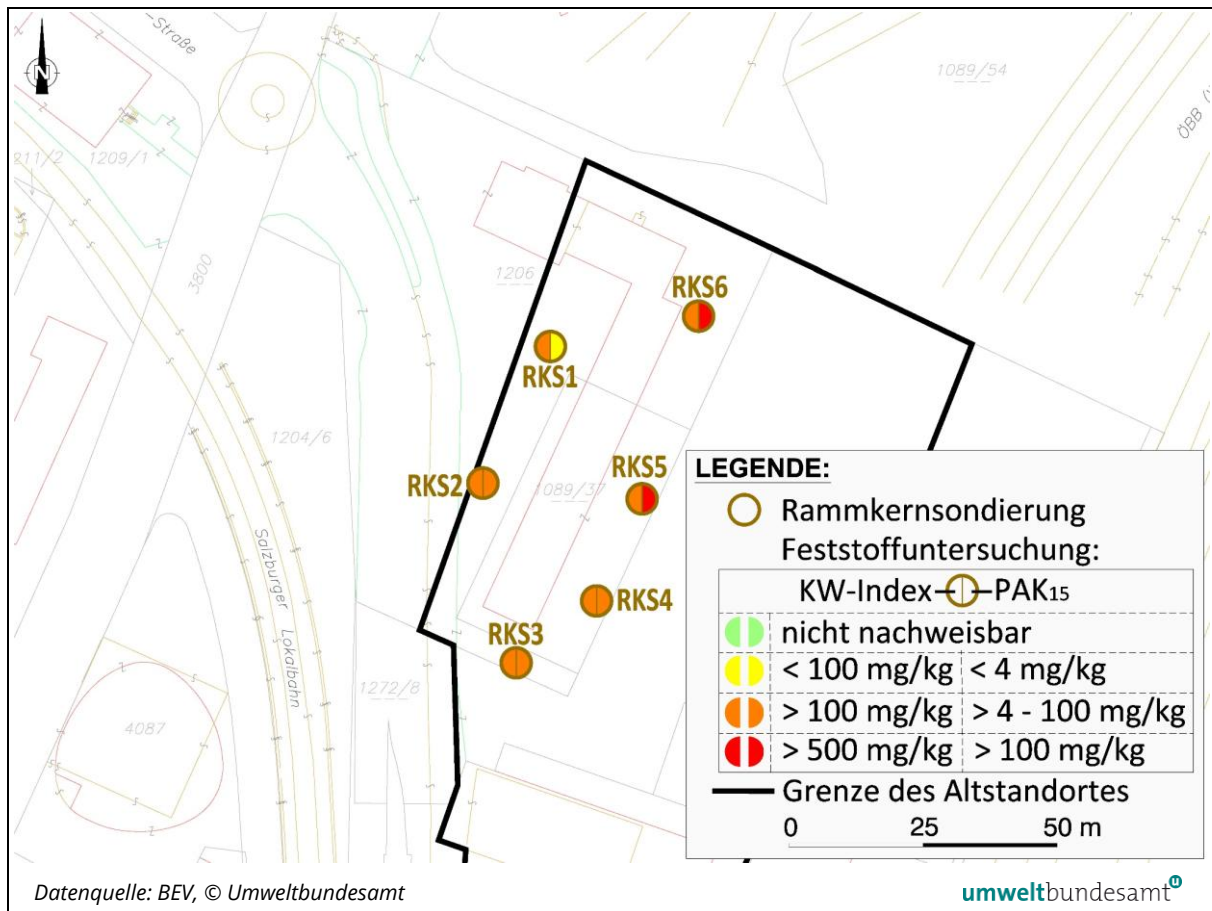 -Straße
N
1089/54
ÖBB
211/2
1209/1
3800
1206
RKS6
RKS1
1204/6
RKS2
RKS5
1089/37
Salzburger Lokalbahn
RKS4
RKS3
1272/8
4087
LEGENDE:
Rammkernsondierung
Feststoffuntersuchung:
KW-Index PAK₁₅
nicht nachweisbar
< 100 mg/kg < 4 mg/kg
> 100 mg/kg > 4 - 100 mg/kg
> 500 mg/kg > 100 mg/kg
Grenze des Altstandortes
0 25 50 m
Datenquelle: BEV, © Umweltbundesamt
umweltbundesamt ᵘ